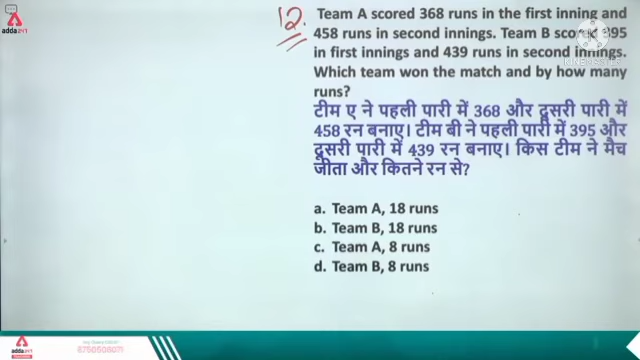 adda247
12. Team A scored 368 runs in the first inning and
458 runs in second innings. Team B
in first innings and 439 runs in second innings.
Which team won the match and by how many
runs?
टीम ए ने पहली पारी में 368 और दूसरी पारी में
458 रन बनाए। टीम बी ने पहली पारी में 395 और
दूसरी पारी में 439 रन बनाए। किस टीम ने मैच
जीता और कितने रन से?
a. Team A, 18 runs
b. Team B, 18 runs
c. Team A, 8 runs
d. Team B, 8 runs
KINEMASTER
adda247